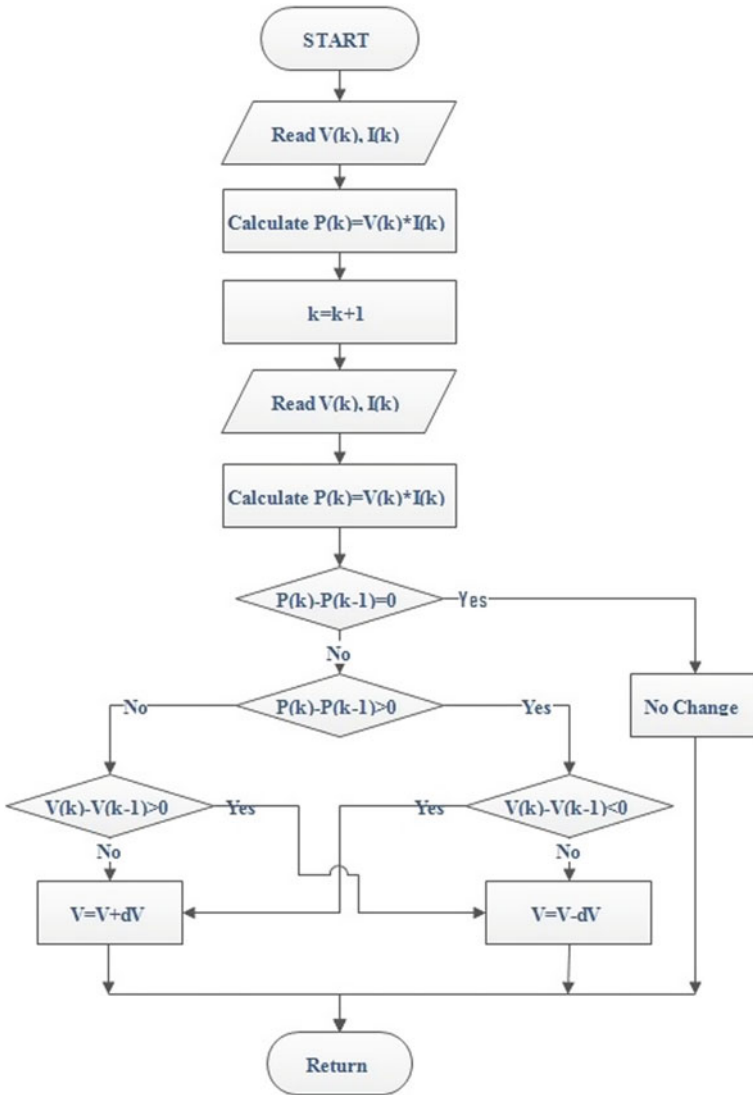 START
Read V(k), I(k)
Calculate P(k)=V(k)*I(k)
k=k+1
Read V(k), I(k)
Calculate P(k)=V(k)*I(k)
P(k)-P(k-1)=0
Yes
No
No
P(k)-P(k-1)>0
Yes
No Change
V(k)-V(k-1)>0
Yes
Yes
V(k)-V(k-1)<0
No
No
V=V+dV
V=V-dV
Return